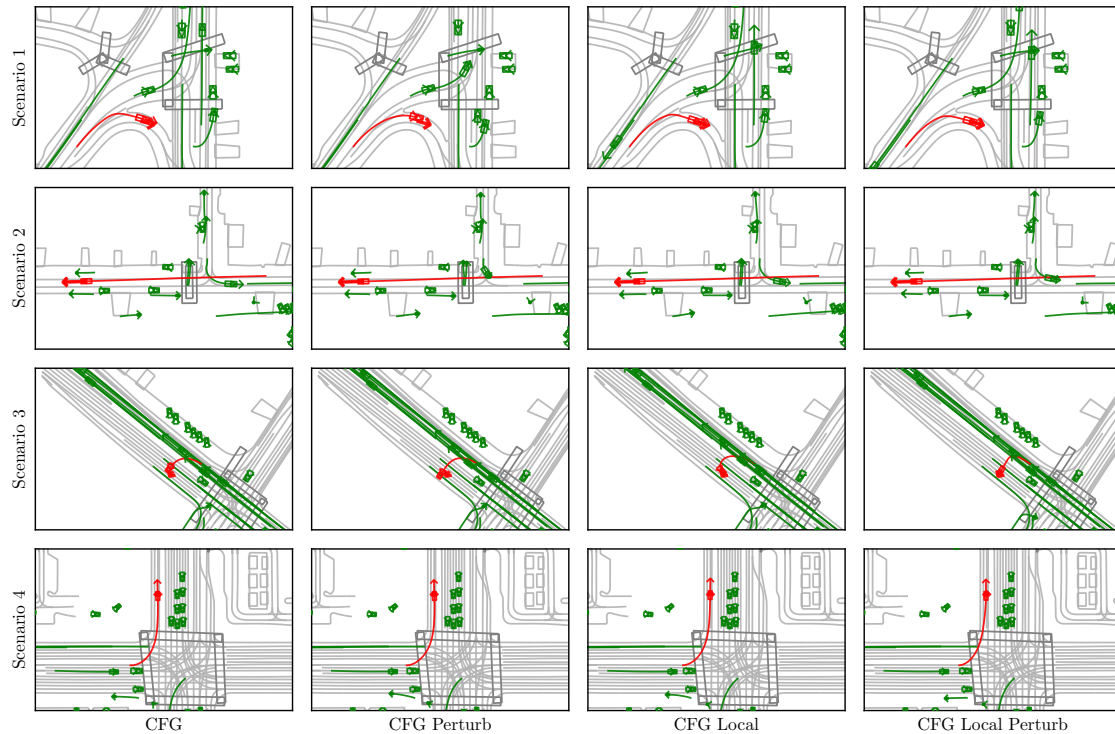 Scenario 1
Scenario 2
Scenario 3
Scenario 4
CFG
CFG Perturb
CFG Local
CFG Local Perturb